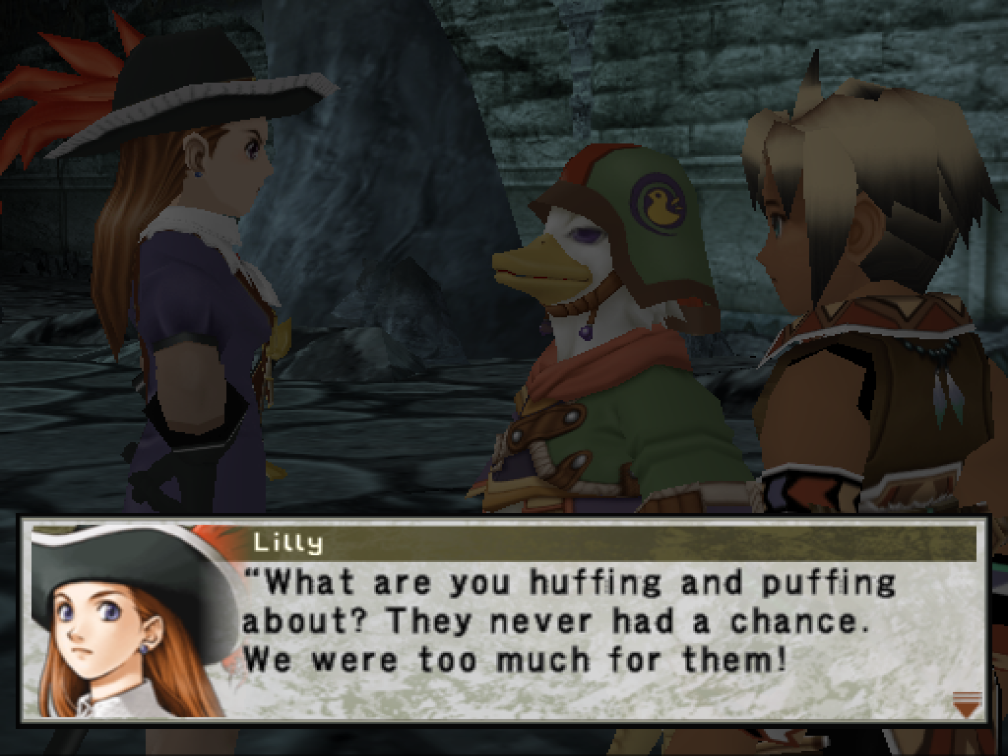 Lilly
“What are you huffing and puffing
about? They never had a chance.
We were too much for them!